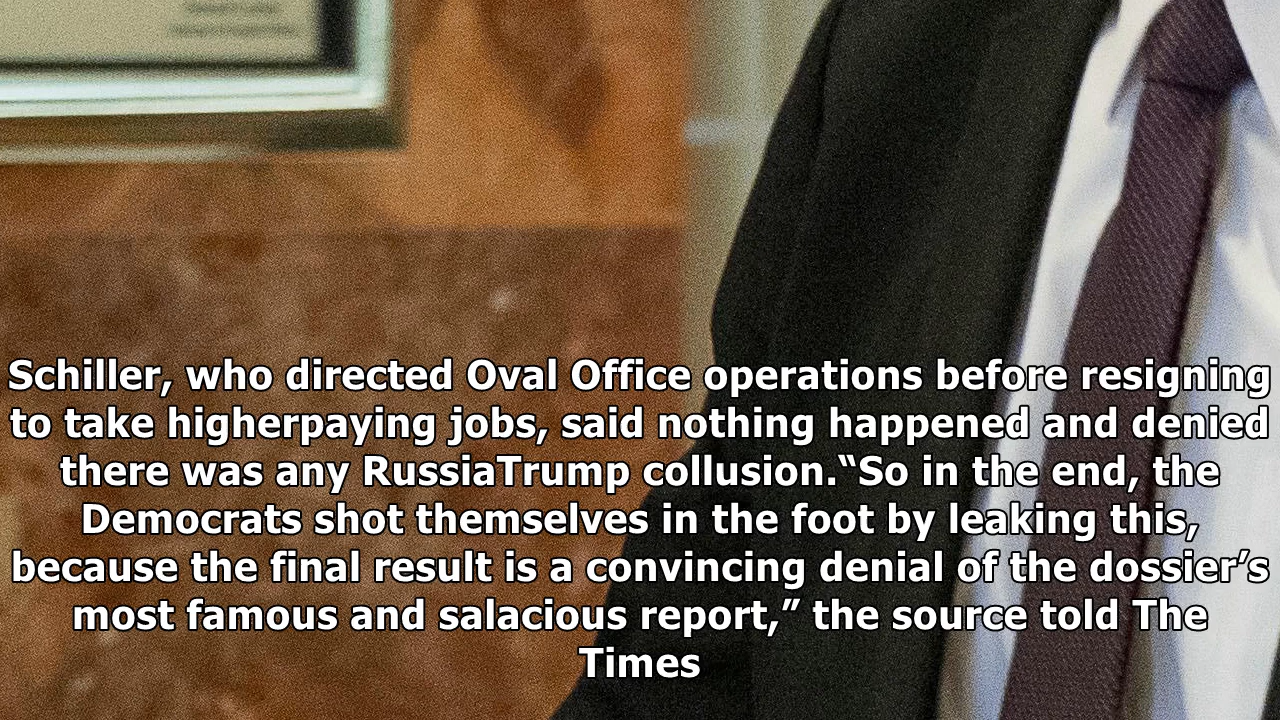 Schiller, who directed Oval Office operations before resigning
to take higherpaying jobs, said nothing happened and denied
there was any RussiaTrump collusion.“So in the end, the
Democrats shot themselves in the foot by leaking this,
because the final result is a convincing denial of the dossier’s
most famous and salacious report,” the source told The
Times